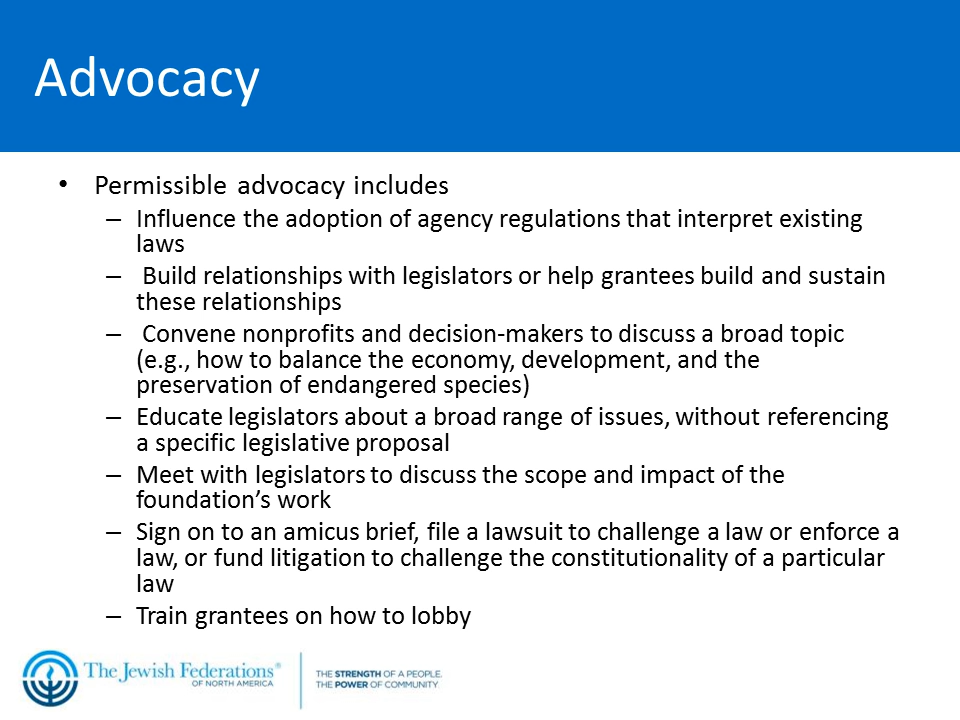 Advocacy
• Permissible advocacy includes
– Influence the adoption of agency regulations that interpret existing
laws
– Build relationships with legislators or help grantees build and sustain
these relationships
– Convene nonprofits and decision-makers to discuss a broad topic
(e.g., how to balance the economy, development, and the
preservation of endangered species)
– Educate legislators about a broad range of issues, without referencing
a specific legislative proposal
– Meet with legislators to discuss the scope and impact of the
foundation’s work
– Sign on to an amicus brief, file a lawsuit to challenge a law or enforce a
law, or fund litigation to challenge the constitutionality of a particular
law
– Train grantees on how to lobby
The Jewish Federations®
OF NORTH AMERICA
THE STRENGTH OF A PEOPLE.
THE POWER OF COMMUNITY.